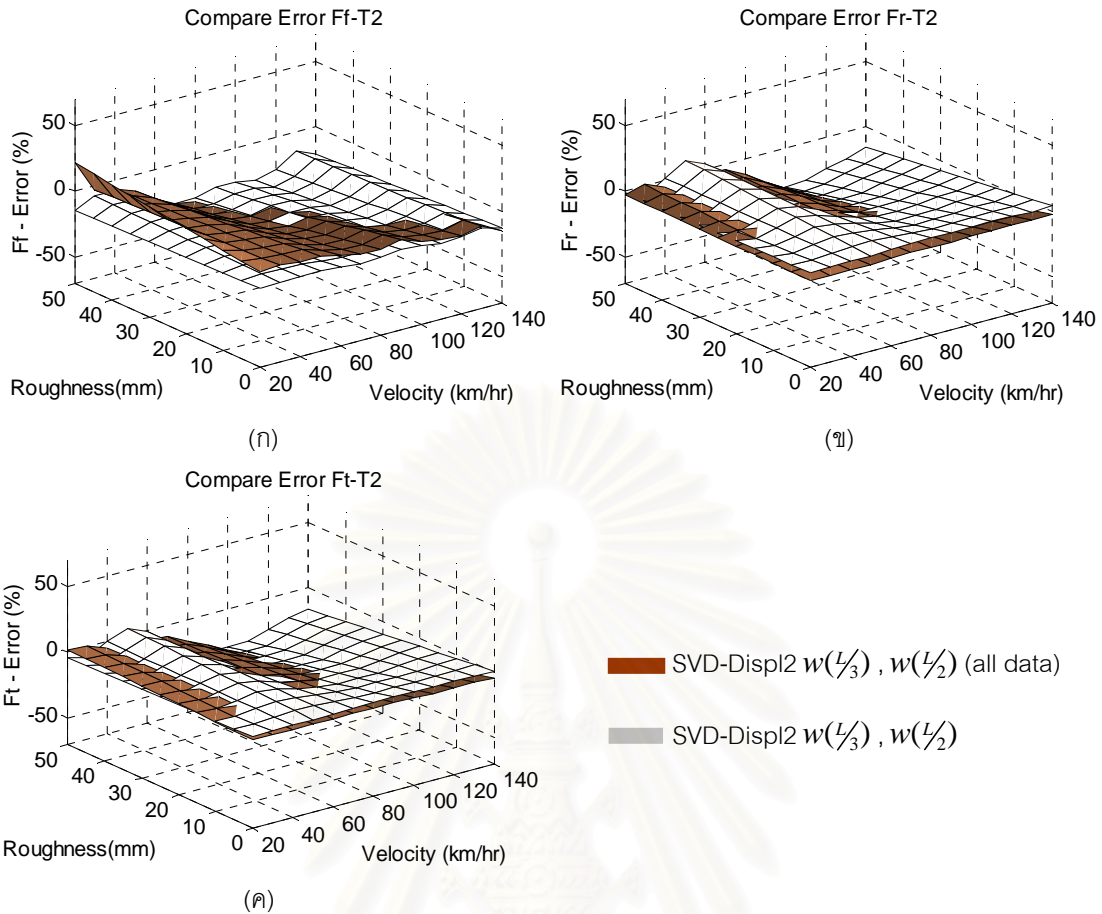 Compare Error Ff-T2
Ff - Error (%)
50
0
-50
50
40
30
20
10
0
Roughness(mm)
20
40
60
80
100
120
140
Velocity (km/hr)
(ก)
Compare Error Fr-T2
Fr - Error (%)
50
0
-50
50
40
30
20
10
0
Roughness(mm)
20
40
60
80
100
120
140
Velocity (km/hr)
(ข)
Compare Error Ft-T2
Ft - Error (%)
50
0
-50
50
40
30
20
10
0
Roughness(mm)
20
40
60
80
100
120
140
Velocity (km/hr)
(ค)
SVD-Displ2 w(L/3) , w(L/2) (all data)
SVD-Displ2 w(L/3) , w(L/2)